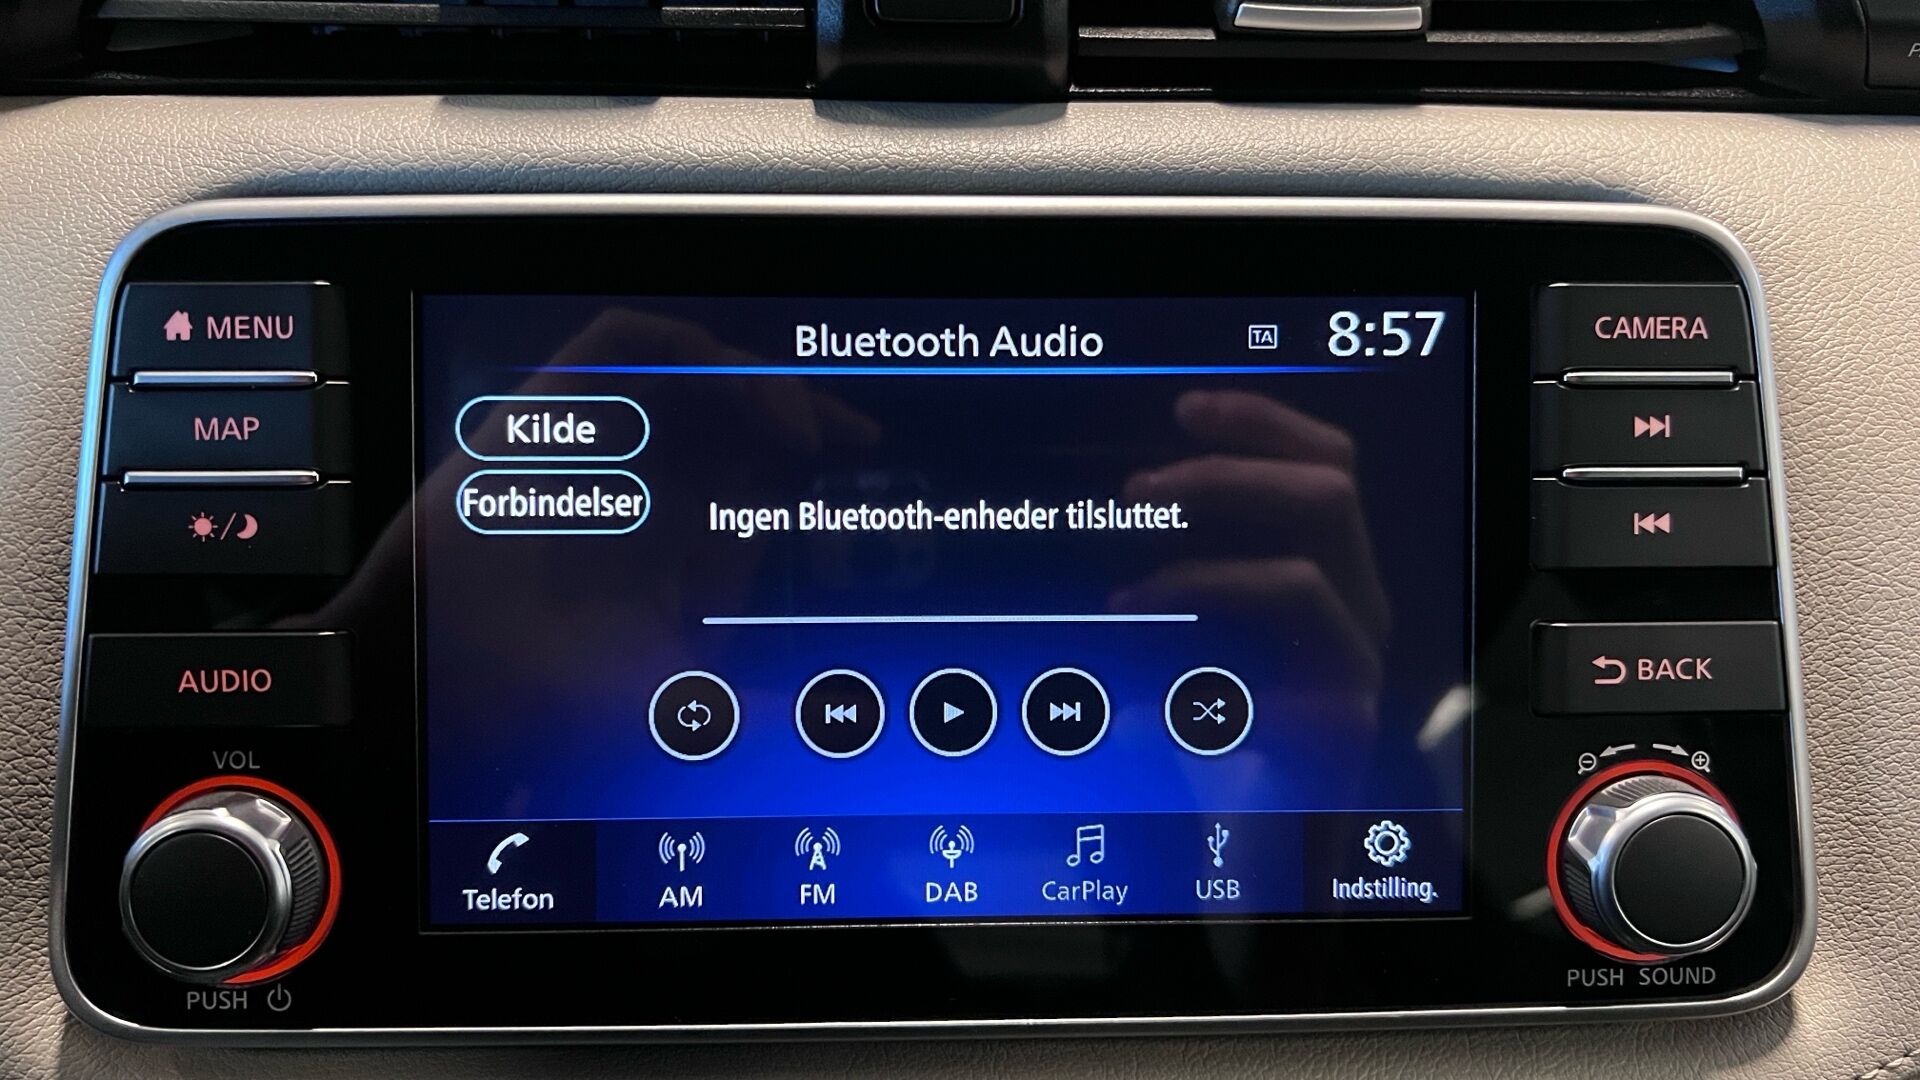 MENU
MAP
AUDIO
VOL
PUSH
Bluetooth Audio
TA
8:57
Kilde
Forbindelser
Ingen Bluetooth-enheder tilsluttet.
Telefon
AM
FM
DAB
CarPlay
USB
Indstilling.
CAMERA
BACK
PUSH SOUND